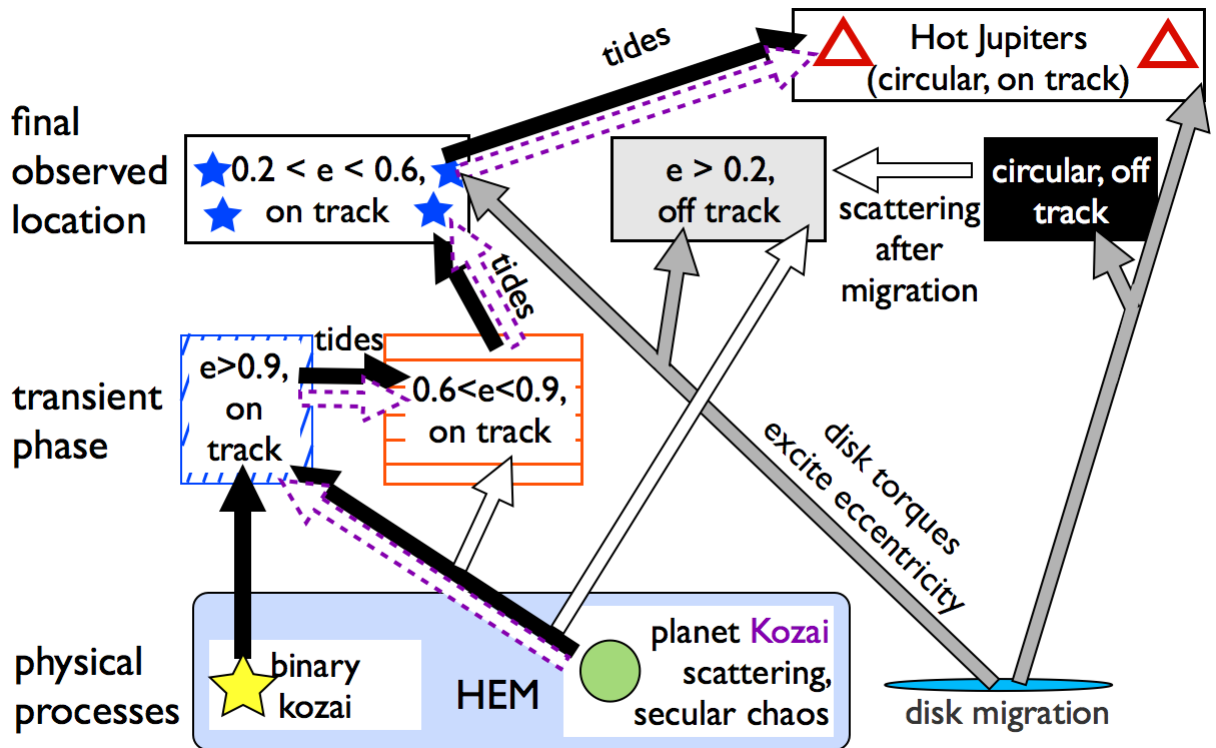 tides
Hot Jupiters
(circular, on track)
final
observed
location
0.2 < e < 0.6,
on track
e > 0.2,
off track
circular, off
track
scattering
after
migration
tides
transient
phase
e>0.9,
on
track
tides
0.6<e<0.9,
on track
disk torques
excite eccentricity
physical
processes
binary
kozai
HEM
planet Kozai
scattering,
secular chaos
disk migration